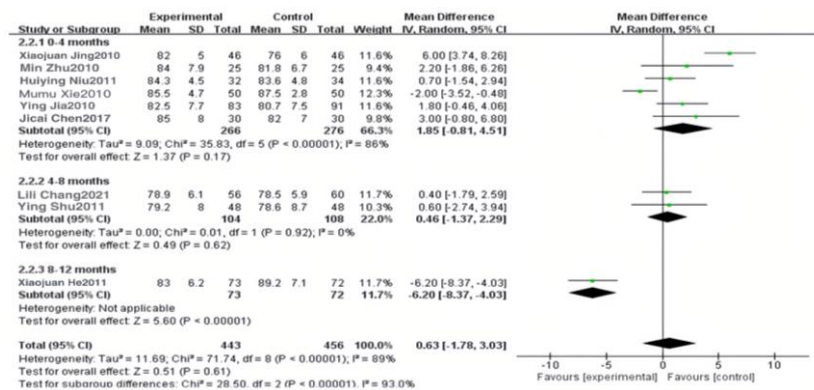 Experimental Control Mean Difference Mean Difference
Study or Subgroup Mean SD Total Mean SD Total Weight IV, Random, 95% CI IV, Random, 95% CI
2.2.1 0-4 months
Xiaojuan Jing2010 82 5 46 76 6 46 11.6% 6.00 [3.74, 8.26]
Min Zhu2010 84 7.9 25 81.8 6.7 25 9.4% 2.20 [-1.86, 6.26]
Huiying Niu2011 84.3 4.5 32 83.6 4.8 34 11.6% 0.70 [-1.54, 2.94]
Mumu Xie2010 85.5 4.7 50 87.5 2.8 50 12.6% -2.00 [-3.52, -0.48]
Ying Jia2010 82.5 7.7 83 80.7 7.5 91 11.6% 1.80 [-0.46, 4.06]
Jicai Chen2017 85 8 30 82 7 30 9.7% 3.00 [-0.80, 6.80]
Subtotal (95% CI) 266 276 66.3% 1.85 [-0.81, 4.51]
Heterogeneity: Tau² = 9.09; Chi² = 35.83, df = 5 (P < 0.00001); I² = 86%
Test for overall effect: Z = 1.37 (P = 0.17)
2.2.2 4-8 months
Lili Chang2021 78.9 6.1 56 78.5 5.9 60 11.7% 0.40 [-1.79, 2.59]
Ying Shu2011 79.2 8 48 78.6 8.7 48 10.3% 0.60 [-2.74, 3.94]
Subtotal (95% CI) 104 108 22.0% 0.46 [-1.37, 2.29]
Heterogeneity: Tau² = 0.00; Chi² = 0.01, df = 1 (P = 0.92); I² = 0%
Test for overall effect: Z = 0.49 (P = 0.62)
2.2.3 8-12 months
Xiaojuan He2011 83 6.2 73 89.2 7.1 72 11.7% -6.20 [-8.37, -4.03]
Subtotal (95% CI) 73 72 11.7% -6.20 [-8.37, -4.03]
Heterogeneity: Not applicable
Test for overall effect: Z = 5.60 (P < 0.00001)
Total (95% CI) 443 456 100.0% 0.63 [-1.78, 3.03]
Heterogeneity: Tau² = 11.69; Chi² = 71.74, df = 8 (P < 0.00001); I² = 89%
Test for overall effect: Z = 0.51 (P = 0.61)
Test for subgroup differences: Chi² = 28.50, df = 2 (P < 0.00001), I² = 93.0%
-10 -5 0 5 10
Favours [experimental] Favours [control]